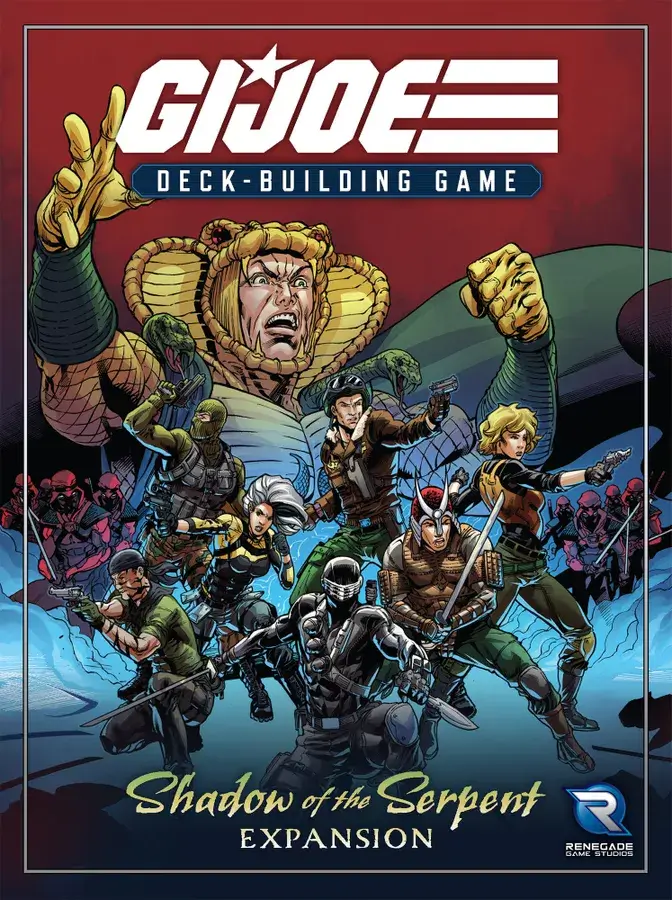 G.I. JOE
DECK-BUILDING GAME
Shadow of the Serpent
EXPANSION
R
RENEGADE
GAME STUDIOS